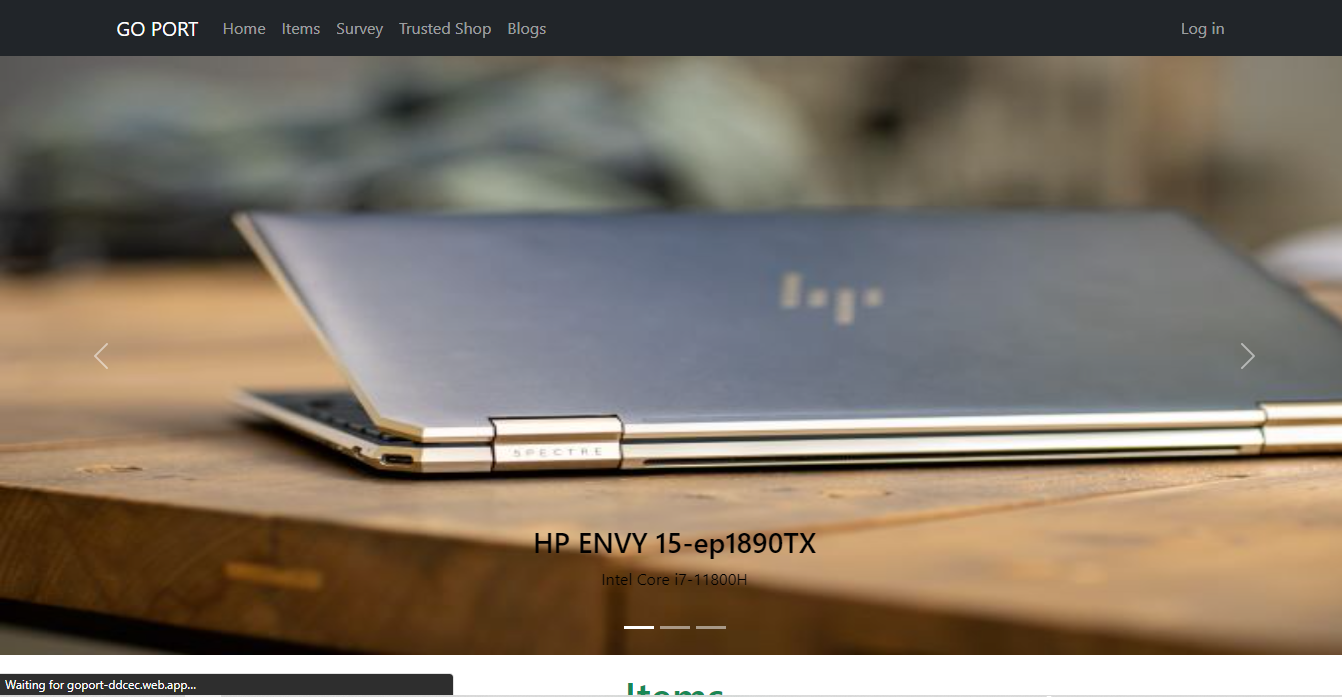 GO PORT Home Items Survey Trusted Shop Blogs Log in
SPECTRE
HP ENVY 15-ep1890TX
Intel Core i7-11800H
Items
Waiting for goport-ddcec.web.app...